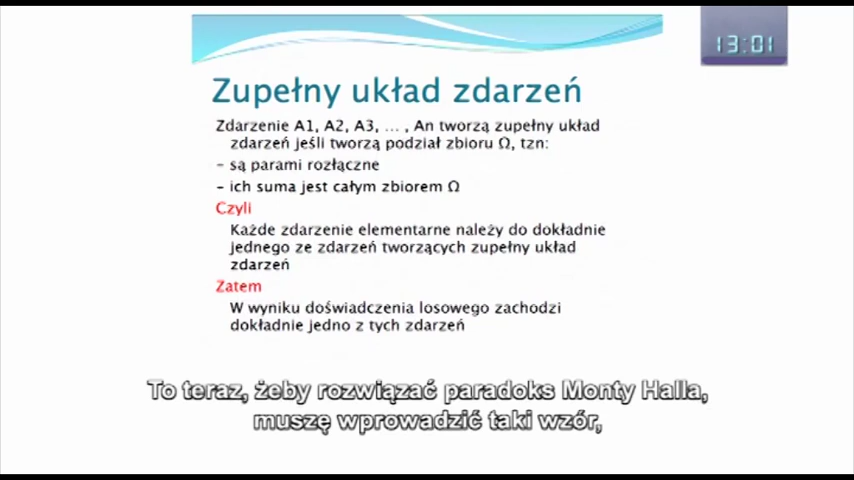 13:01
Zupełny układ zdarzeń
Zdarzenie A1, A2, A3, ... , An tworzą zupełny układ
zdarzeń jeśli tworzą podział zbioru Ω, tzn:
- są parami rozłączne
- ich suma jest całym zbiorem Ω
Czyli
Każde zdarzenie elementarne należy do dokładnie
jednego ze zdarzeń tworzących zupełny układ
zdarzeń
Zatem
W wyniku doświadczenia losowego zachodzi
dokładnie jedno z tych zdarzeń
To teraz, żeby rozwiązać paradoks Monty Halla,
muszę wprowadzić taki wzór,